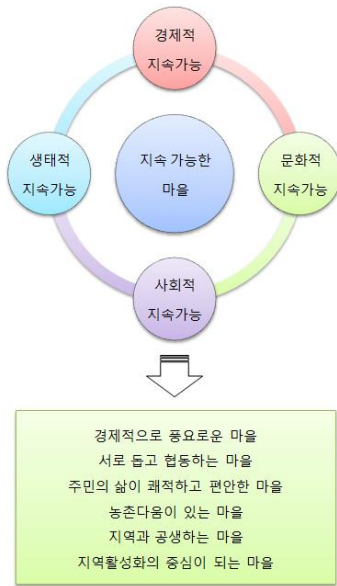 경제적
지속가능
생태적
지속가능
지속 가능한
마을
문화적
지속가능
사회적
지속가능
경제적으로 풍요로운 마을
서로 돕고 협동하는 마을
주민의 삶이 쾌적하고 편안한 마을
농촌다움이 있는 마을
지역과 공생하는 마을
지역활성화의 중심이 되는 마을